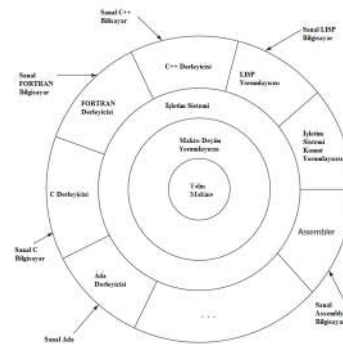 Sanal C++
Bilgisayar
Sanal LISP
Bilgisayar
Sanal
FORTRAN
Bilgisayar
C++ Derleyicisi
LISP
Yorumlayıcısı
FORTRAN
Derleyicisi
İşletim Sistemi
İşletim
Sistemi
Komut
Yorumlayıcısı
Makro Deyim
Yorumlayıcısı
Yalın
Makine
C Derleyicisi
Assembler
Sanal C
Bilgisayar
Ada
Derleyicisi
. . .
Sanal
Assembly
Bilgisayar
Sanal Ada